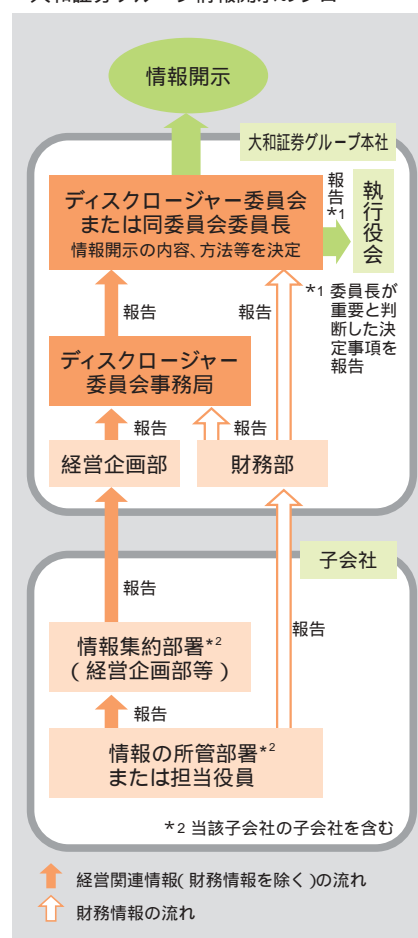 情報開示
大和証券グループ本社
ディスクロージャー委員会
または同委員会委員長
情報開示の内容、方法等を決定
報告*1
執行役会
*1 委員長が
重要と判
断した決
定事項を
報告
報告
報告
ディスクロージャー
委員会事務局
報告
報告
経営企画部
財務部
子会社
報告
報告
情報集約部署*2
(経営企画部等)
報告
情報の所管部署*2
または担当役員
*2 当該子会社の子会社を含む
経営関連情報(財務情報を除く)の流れ
財務情報の流れ